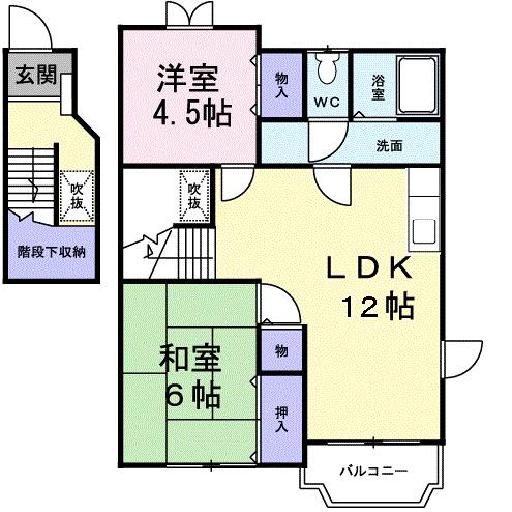 玄関
吹抜
階段下収納
洋室
4.5帖
物入
WC
浴室
洗面
吹抜
LDK
12帖
和室
6帖
物
押入
バルコニー